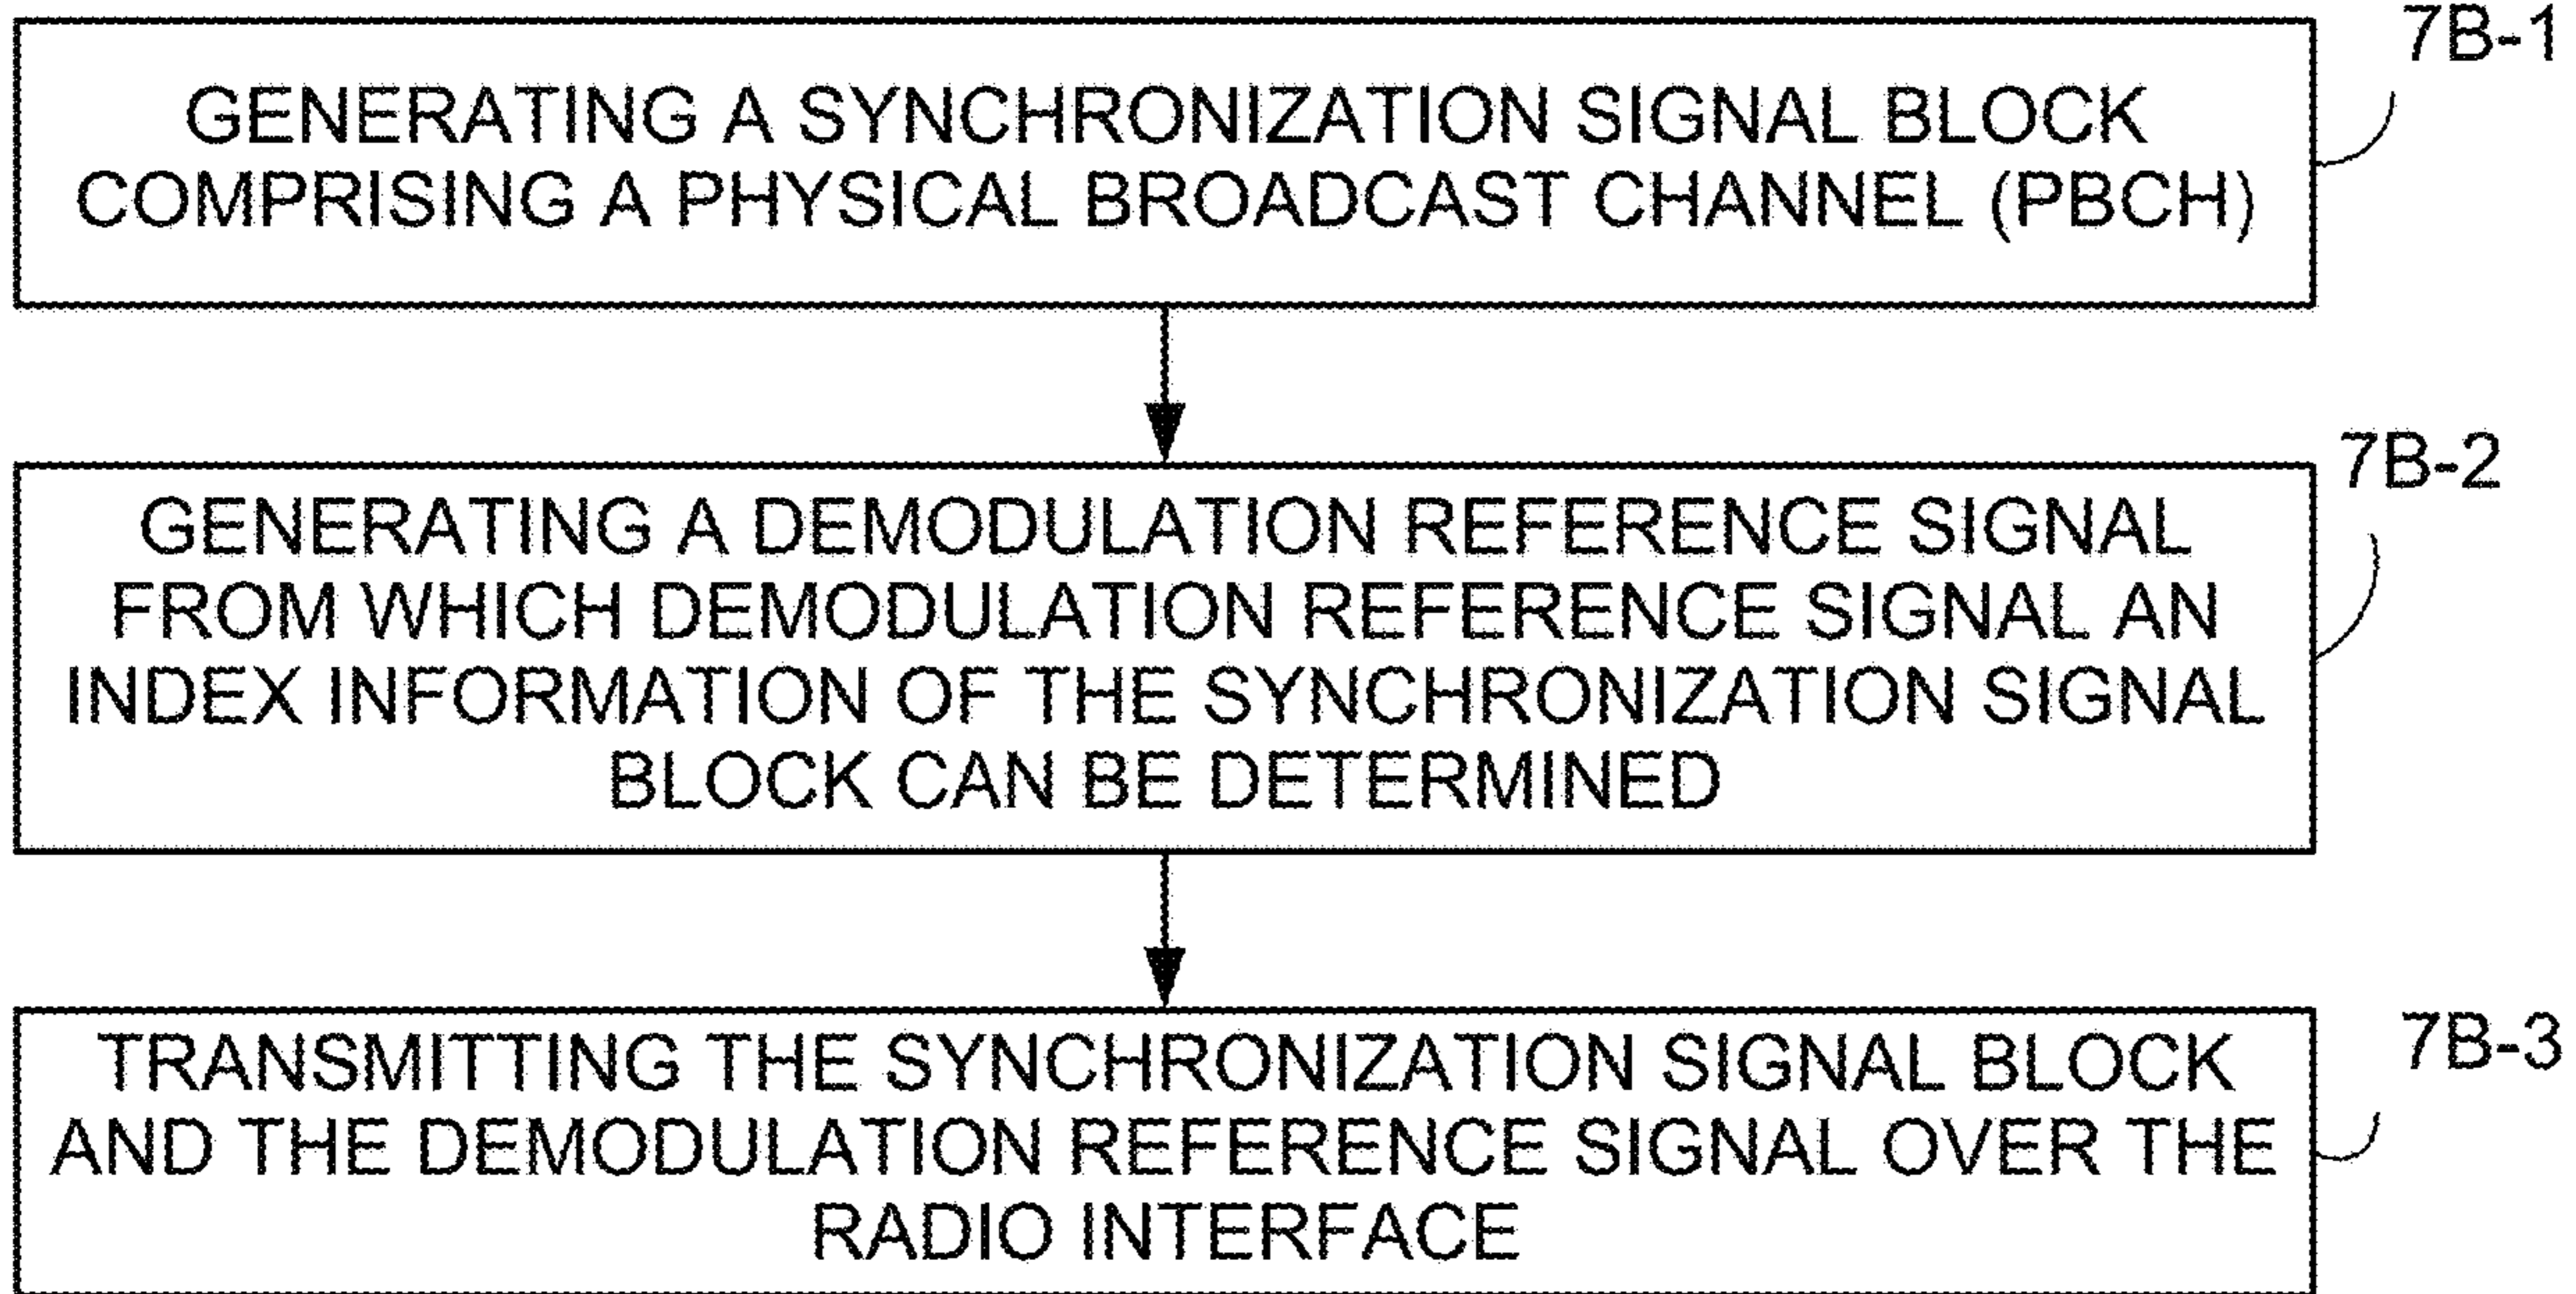 7B-1
GENERATING A SYNCHRONIZATION SIGNAL BLOCK
COMPRISING A PHYSICAL BROADCAST CHANNEL (PBCH)
7B-2
GENERATING A DEMODULATION REFERENCE SIGNAL
FROM WHICH DEMODULATION REFERENCE SIGNAL AN
INDEX INFORMATION OF THE SYNCHRONIZATION SIGNAL
BLOCK CAN BE DETERMINED
7B-3
TRANSMITTING THE SYNCHRONIZATION SIGNAL BLOCK
AND THE DEMODULATION REFERENCE SIGNAL OVER THE
RADIO INTERFACE